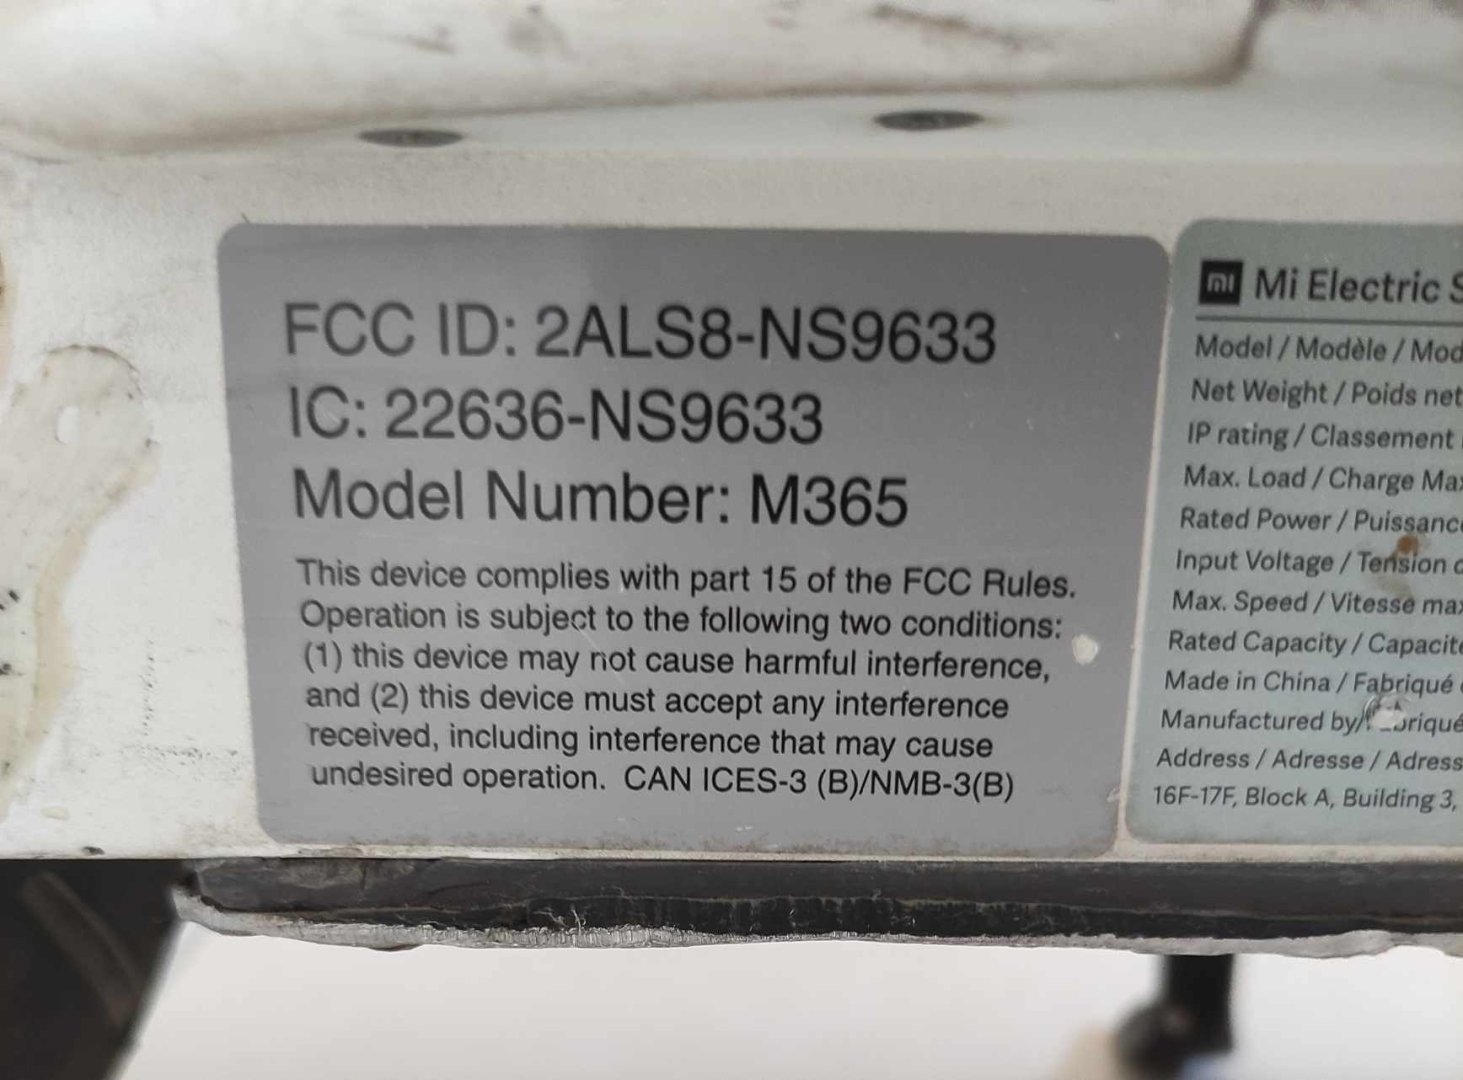 FCC ID: 2ALS8-NS9633
IC: 22636-NS9633
Model Number: M365
This device complies with part 15 of the FCC Rules.
Operation is subject to the following two conditions:
(1) this device may not cause harmful interference,
and (2) this device must accept any interference
received, including interference that may cause
undesired operation. CAN ICES-3 (B)/NMB-3(B)
mi Mi Electric S
Model / Modèle / Mod
Net Weight / Poids net
IP rating / Classement
Max. Load / Charge Max
Rated Power / Puissance
Input Voltage / Tension d
Max. Speed / Vitesse max
Rated Capacity / Capacité
Made in China / Fabriqué
Manufactured by/
Address / Adresse / Adress
16F-17F, Block A, Building 3,